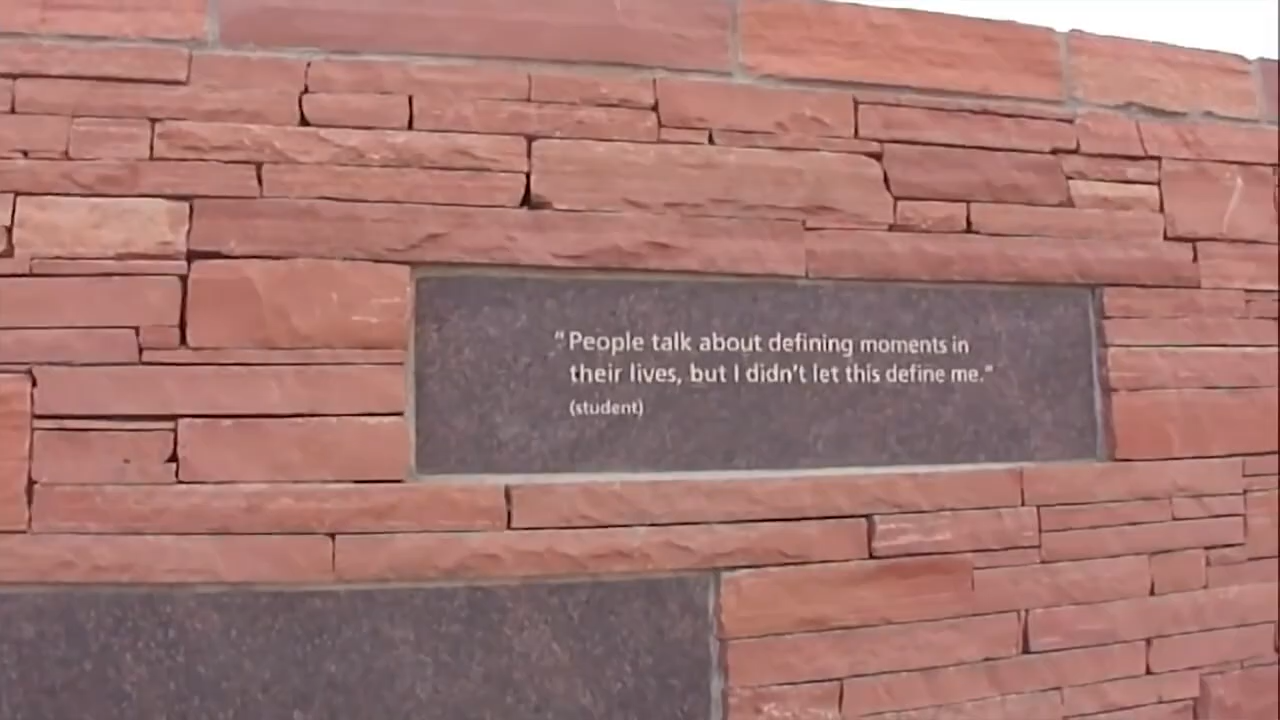 “People talk about defining moments in
their lives, but I didn’t let this define me.”
(student)